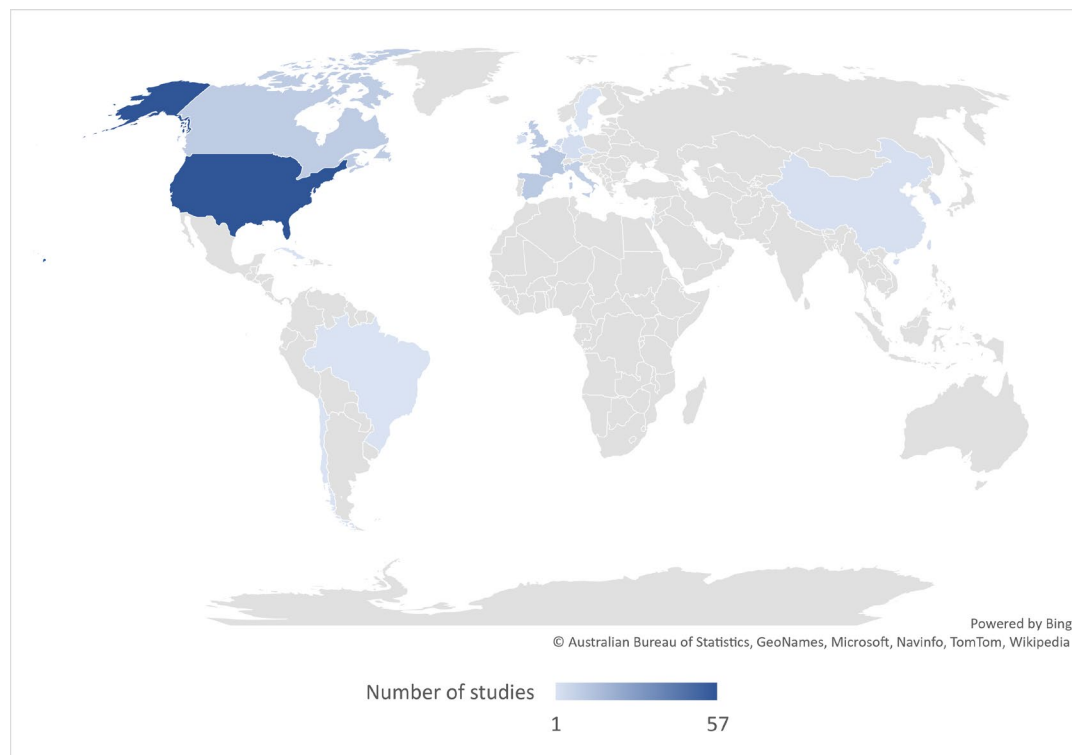 Powered by Bing
© Australian Bureau of Statistics, GeoNames, Microsoft, Navinfo, TomTom, Wikipedia
Number of studies
1 57